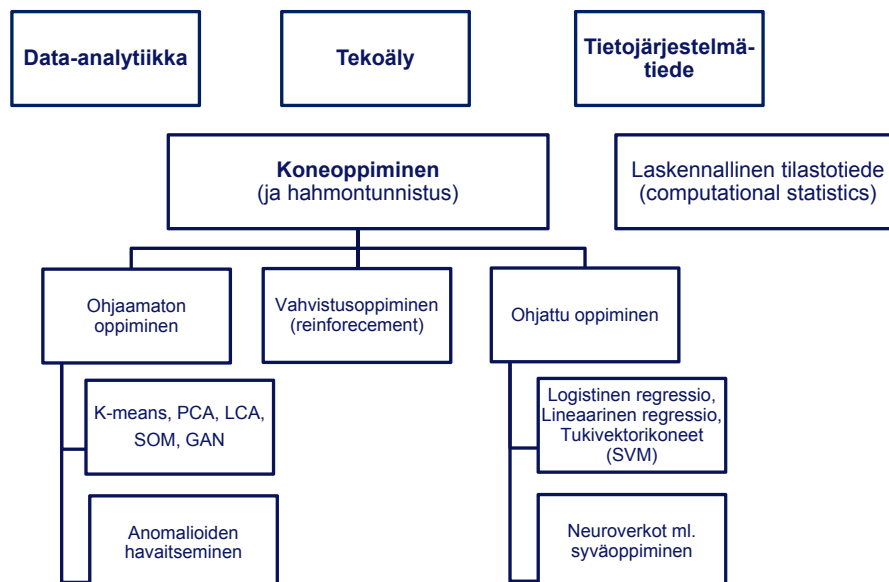 Data-analytiikka
Tekoäly
Tietojärjestelmä-
tiede
Koneoppiminen
(ja hahmontunnistus)
Laskennallinen tilastotiede
(computational statistics)
Ohjaamaton
oppiminen
Vahvistusoppiminen
(reinforecement)
Ohjattu oppiminen
K-means, PCA, LCA,
SOM, GAN
Logistinen regressio,
Lineaarinen regressio,
Tukivektorikoneet
(SVM)
Anomalioiden
havaitseminen
Neuroverkot ml.
syväoppiminen